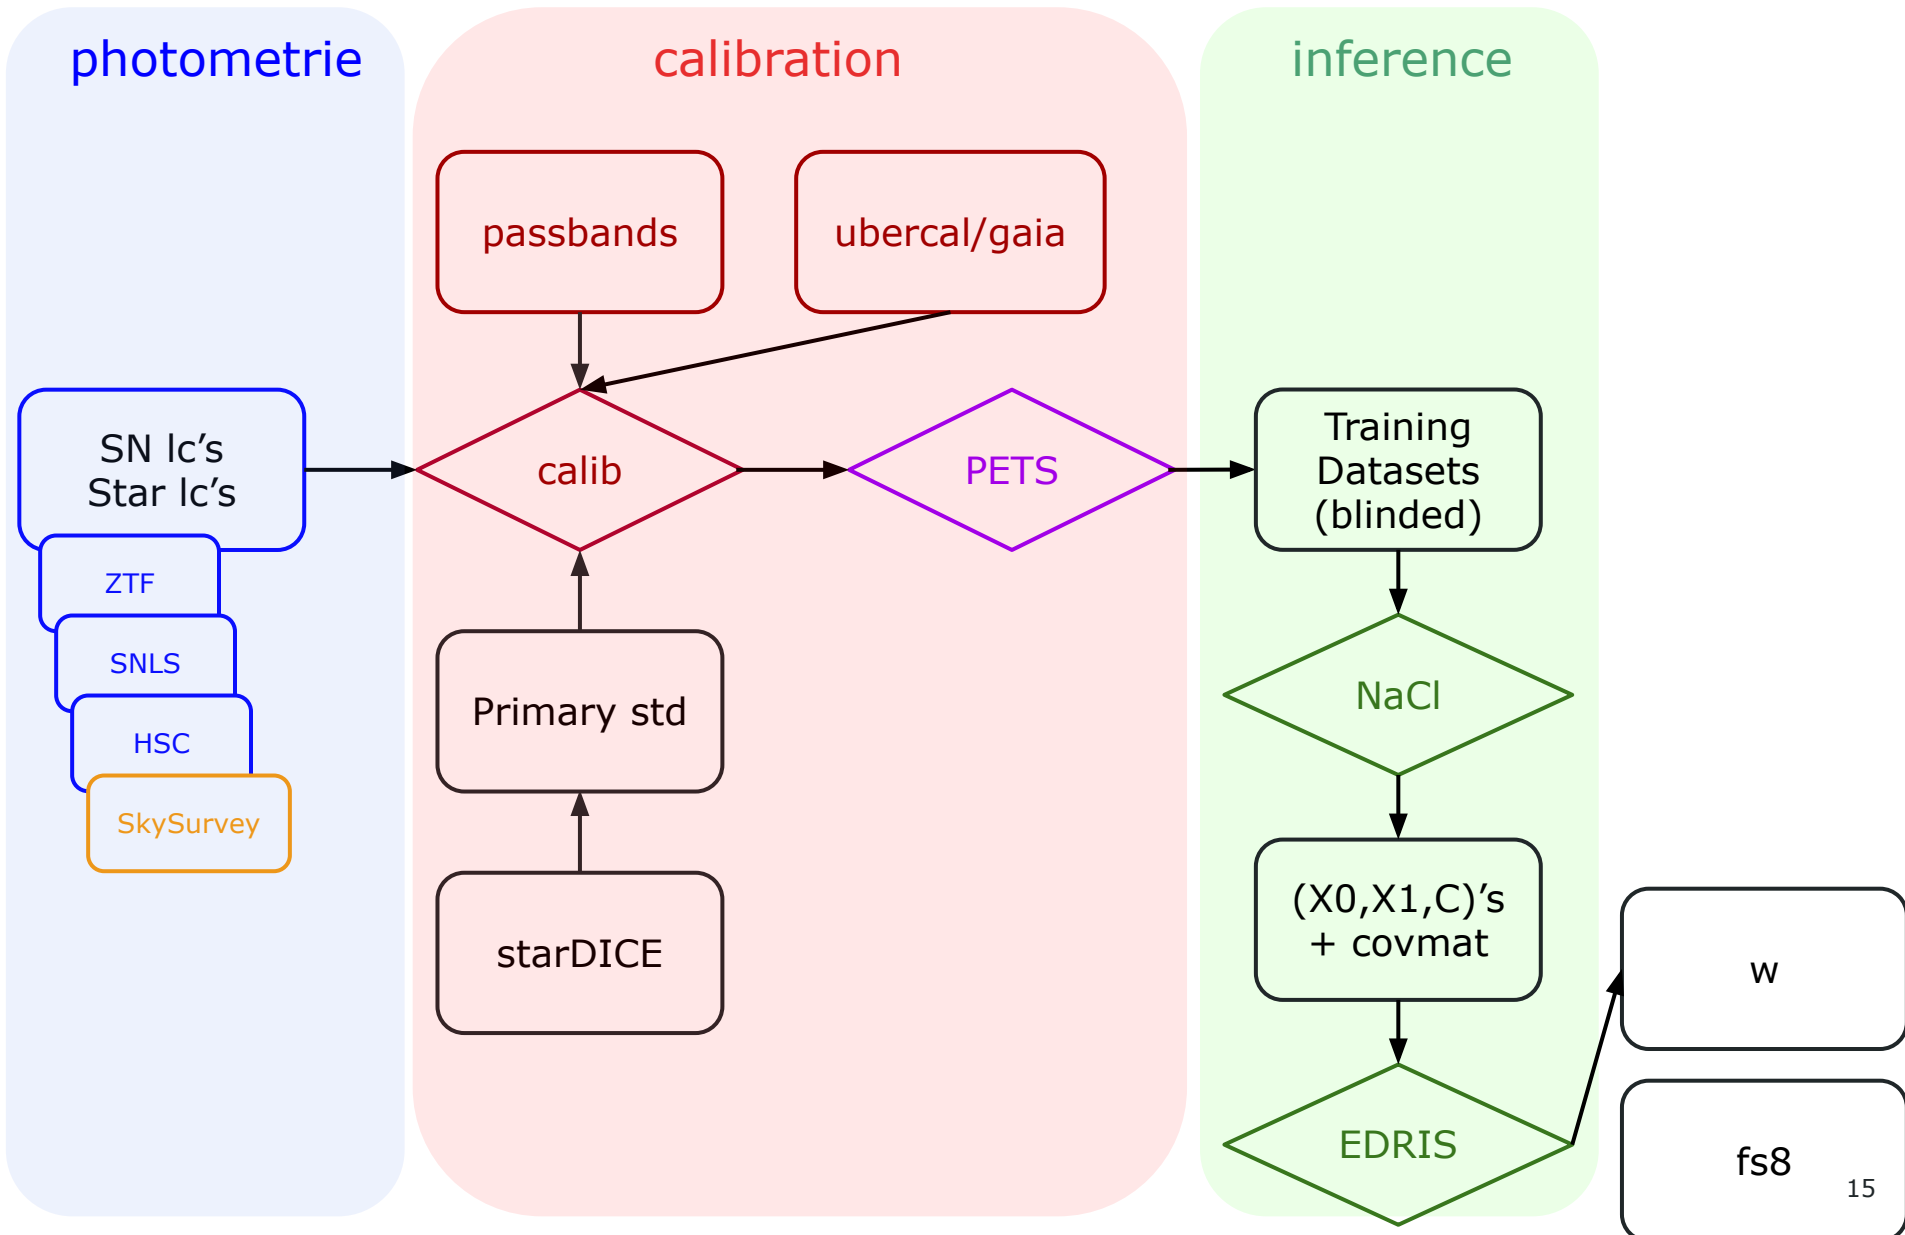 photometrie
calibration
inference
passbands
ubercal/gaia
SN lc’s
Star lc’s
calib
PETS
Training
Datasets
(blinded)
ZTF
SNLS
HSC
SkySurvey
Primary std
starDICE
NaCl
(X0,X1,C)’s
+ covmat
EDRIS
w
fs8
15